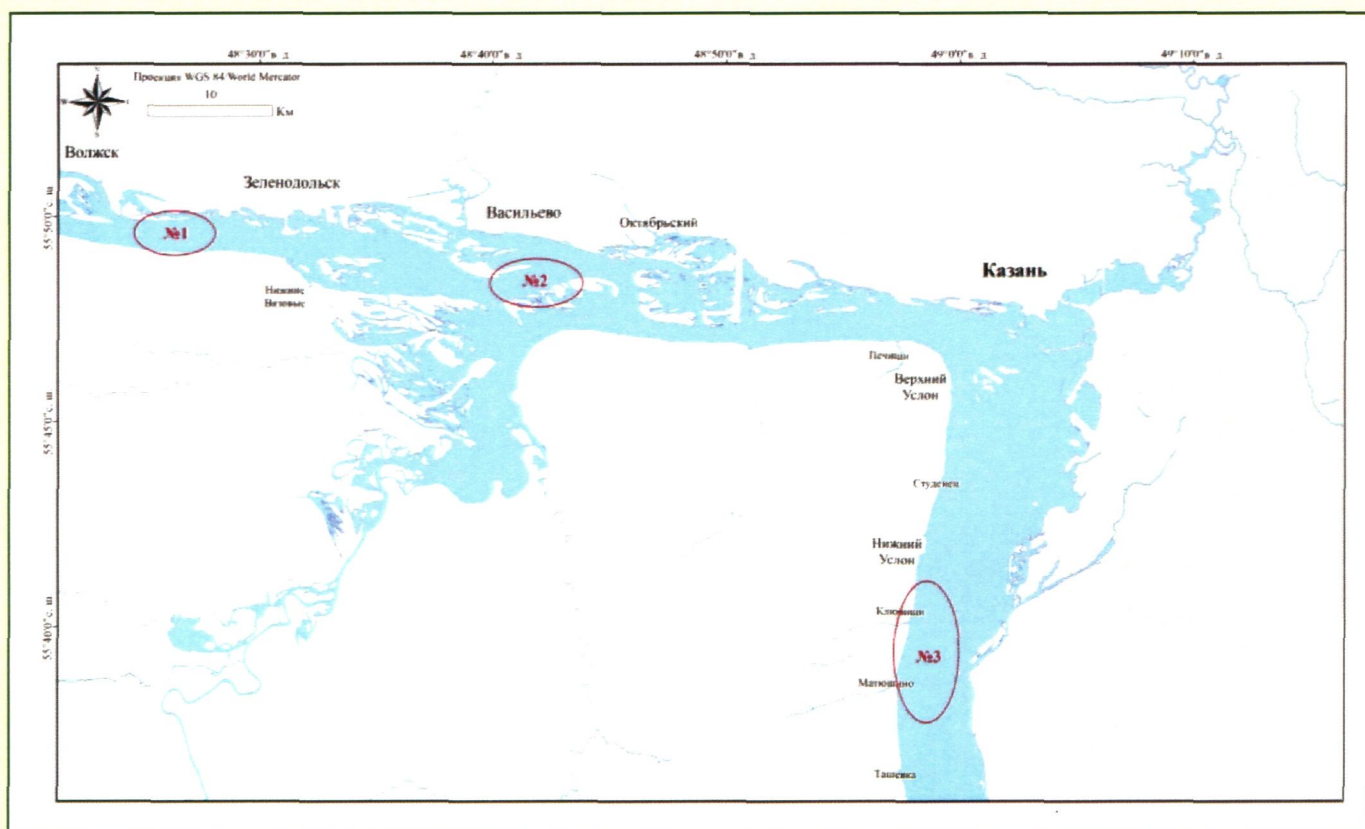 48°30'0"в. д.
48°40'0"в. д.
48°50'0"в. д.
49°0'0"в. д.
49°10'0"в. д.
Проекция WGS 84 World Mercator
10
Км
N
S
Волжск
Зеленодольск
Васильево
Октябрьский
55°50'0"с. ш
№1
№2
Казань
Нижние
Вязовые
Печищи
Верхний
Услон
55°45'0"с. ш
Студенец
Нижний
Услон
Ключищи
55°40'0"с. ш
№3
Матюшино
Ташевка